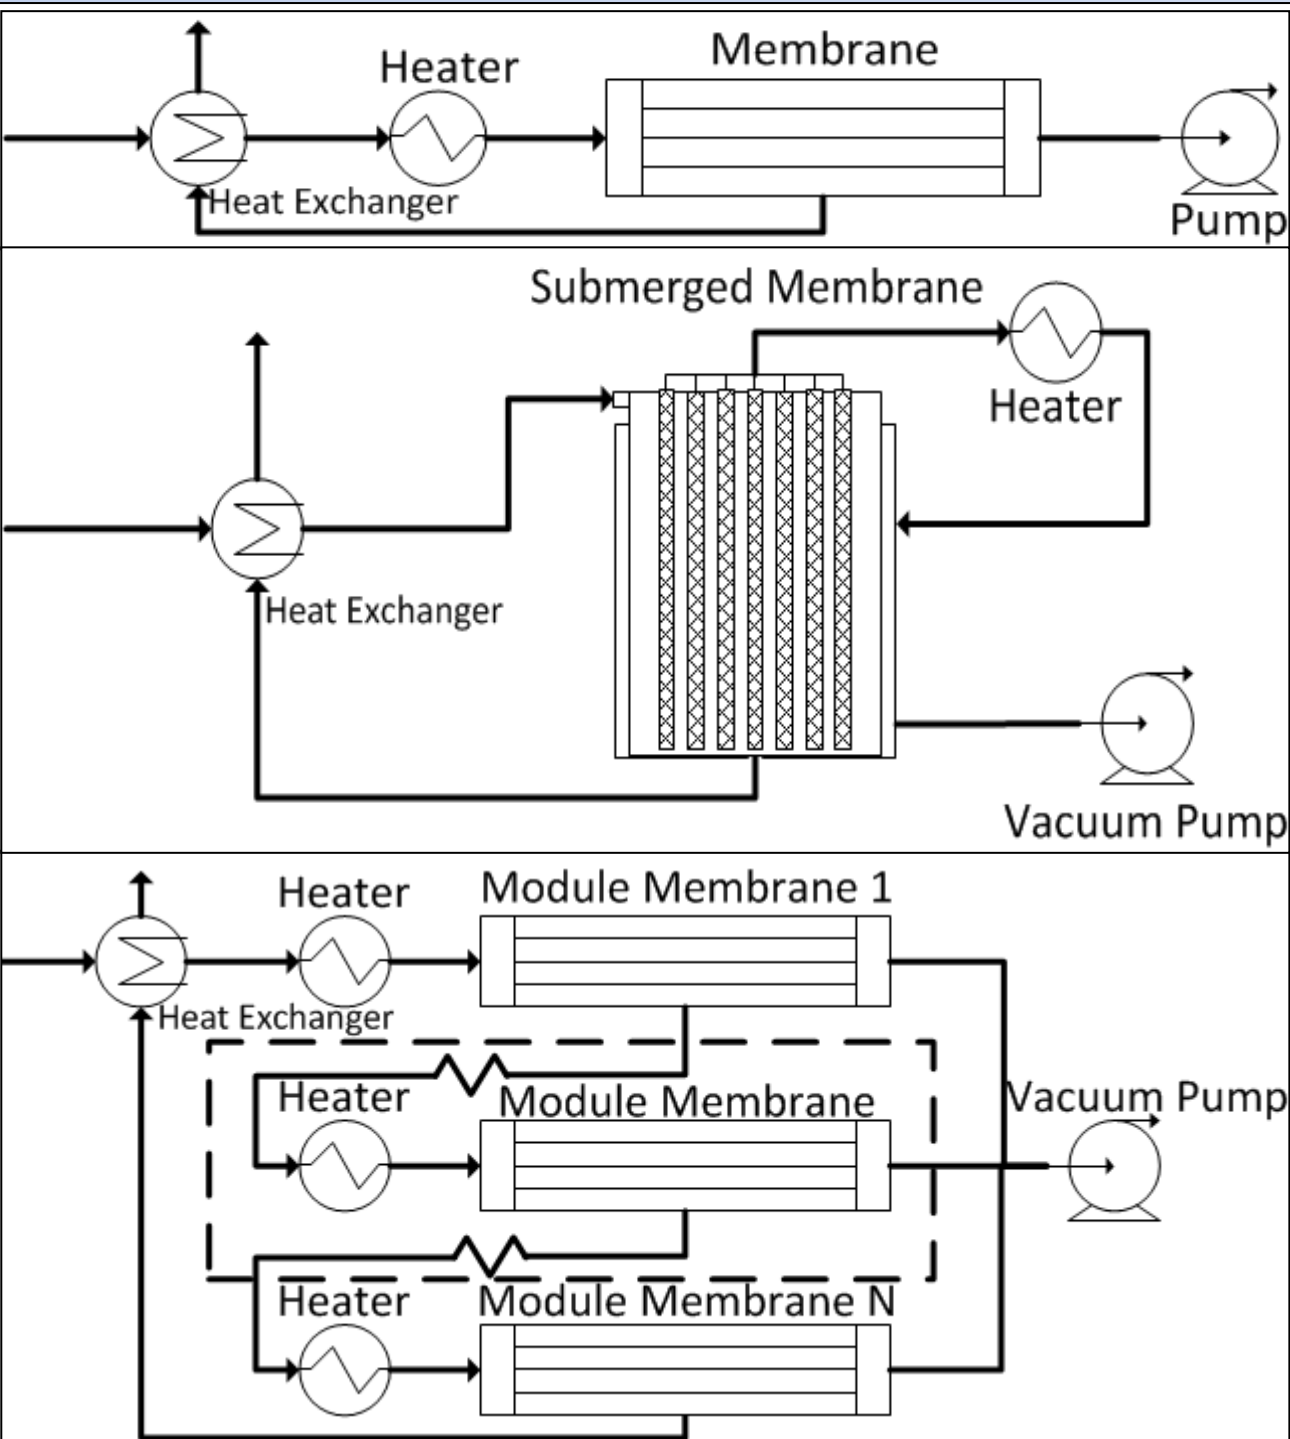 Membrane
Heater
Heat Exchanger
Pump
Submerged Membrane
Heater
Heat Exchanger
Vacuum Pump
Heater
Module Membrane 1
Heat Exchanger
Heater
Module Membrane
Vacuum Pump
Heater
Module Membrane N